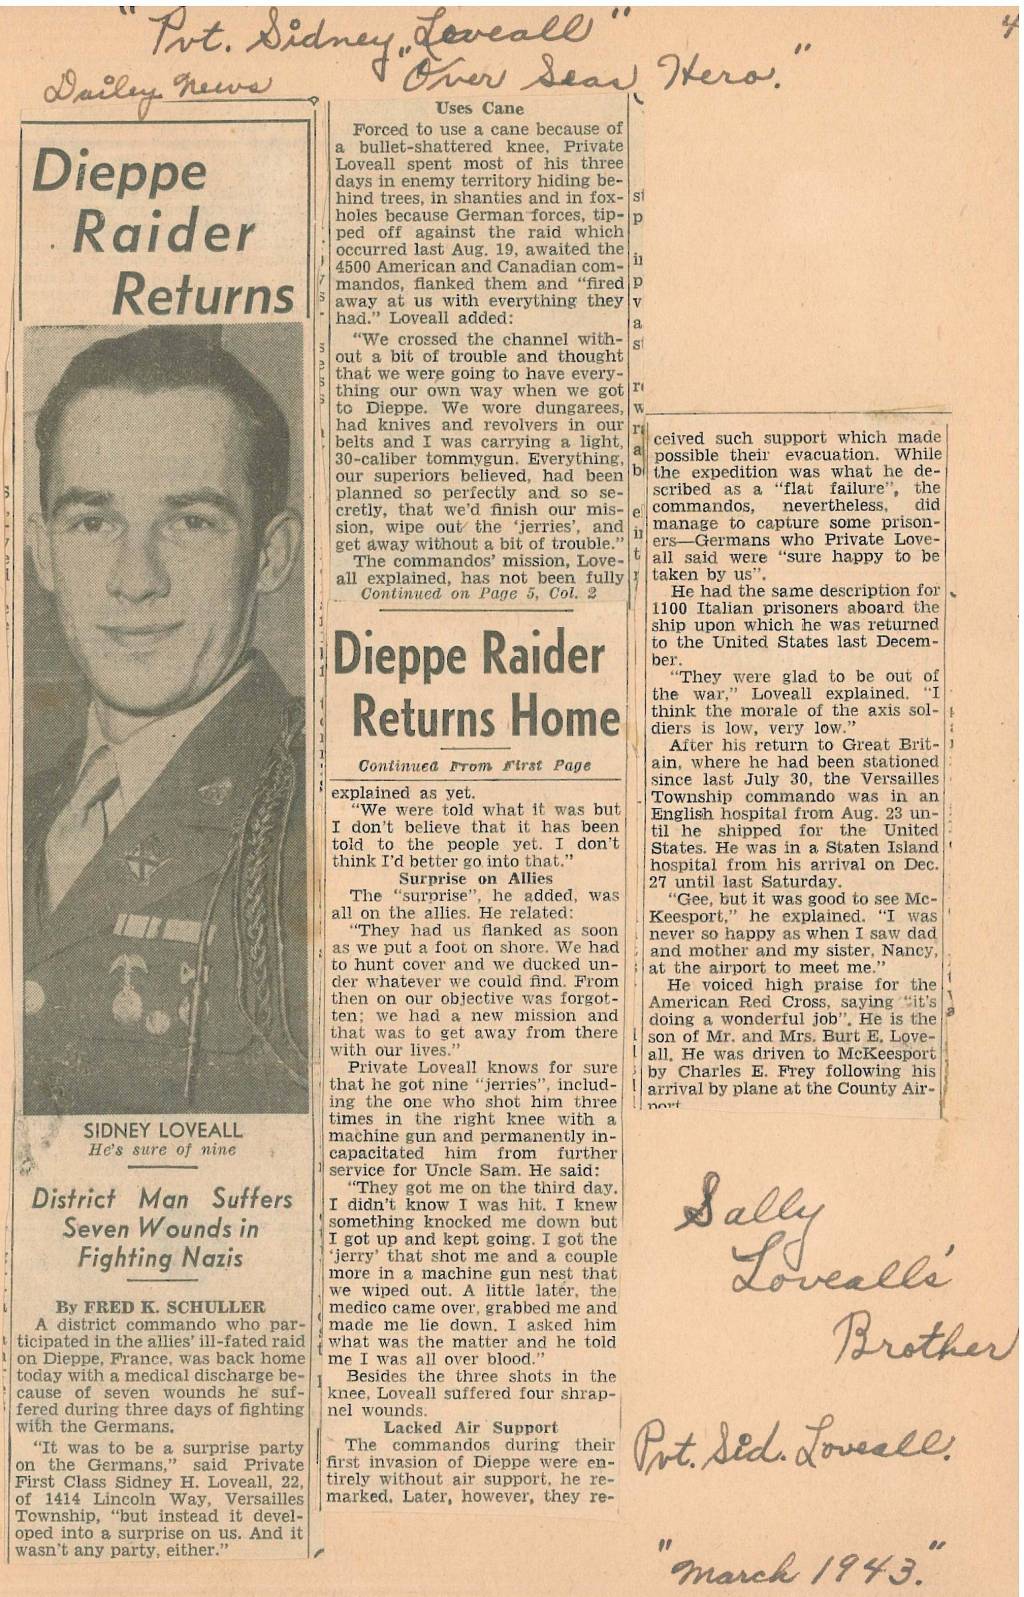 "Pvt. Sidney Loveall"
4
Dailey News
"Over Seas Hero."
Dieppe
Raider
Returns
SIDNEY LOVEALL
He's sure of nine
District Man Suffers
Seven Wounds in
Fighting Nazis
By FRED K. SCHULLER
A district commando who par-
ticipated in the allies' ill-fated raid
on Dieppe, France, was back home
today with a medical discharge be-
cause of seven wounds he suf-
fered during three days of fighting
with the Germans.
"It was to be a surprise party
on the Germans," said Private
First Class Sidney H. Loveall, 22,
of 1414 Lincoln Way, Versailles
Township, "but instead it devel-
oped into a surprise on us. And it
wasn't any party, either."
Uses Cane
Forced to use a cane because of
a bullet-shattered knee, Private
Loveall spent most of his three
days in enemy territory hiding be-
hind trees, in shanties and in fox-
holes because German forces, tip-
ped off against the raid which
occurred last Aug. 19, awaited the
4500 American and Canadian com-
mandos, flanked them and "fired
away at us with everything they
had." Loveall added:
"We crossed the channel with-
out a bit of trouble and thought
that we were going to have every-
thing our own way when we got
to Dieppe. We wore dungarees,
had knives and revolvers in our
belts and I was carrying a light,
30-caliber tommygun. Everything,
our superiors believed, had been
planned so perfectly and so se-
cretly, that we'd finish our mis-
sion, wipe out the 'jerries', and
get away without a bit of trouble."
The commandos' mission, Love-
all explained, has not been fully
Continued on Page 5, Col. 2
Dieppe Raider
Returns Home
Continued From First Page
explained as yet.
"We were told what it was but
I don't believe that it has been
told to the people yet. I don't
think I'd better go into that."
Surprise on Allies
The "surprise", he added, was
all on the allies. He related:
"They had us flanked as soon
as we put a foot on shore. We had
to hunt cover and we ducked un-
der whatever we could find. From
then on our objective was forgot-
ten; we had a new mission and
that was to get away from there
with our lives."
Private Loveall knows for sure
that he got nine "jerries", includ-
ing the one who shot him three
times in the right knee with a
machine gun and permanently in-
capacitated him from further
service for Uncle Sam. He said:
"They got me on the third day.
I didn't know I was hit. I knew
something knocked me down but
I got up and kept going. I got the
'jerry' that shot me and a couple
more in a machine gun nest that
we wiped out. A little later, the
medico came over, grabbed me and
made me lie down. I asked him
what was the matter and he told
me I was all over blood."
Besides the three shots in the
knee, Loveall suffered four shrap-
nel wounds.
Lacked Air Support
The commandos during their
first invasion of Dieppe were en-
tirely without air support, he re-
marked. Later, however, they re-
ceived such support which made
possible their evacuation. While
the expedition was what he de-
scribed as a "flat failure", the
commandos, nevertheless, did
manage to capture some prison-
ers—Germans who Private Love-
all said were "sure happy to be
taken by us".
He had the same description for
1100 Italian prisoners aboard the
ship upon which he was returned
to the United States last Decem-
ber.
"They were glad to be out of
the war," Loveall explained. "I
think the morale of the axis sol-
diers is low, very low."
After his return to Great Brit-
ain, where he had been stationed
since last July 30, the Versailles
Township commando was in an
English hospital from Aug. 23 un-
til he shipped for the United
States. He was in a Staten Island
hospital from his arrival on Dec.
27 until last Saturday.
"Gee, but it was good to see Mc-
Keesport," he explained. "I was
never so happy as when I saw dad
and mother and my sister, Nancy,
at the airport to meet me."
He voiced high praise for the
American Red Cross, saying "it's
doing a wonderful job". He is the
son of Mr. and Mrs. Burt E. Love-
all. He was driven to McKeesport
by Charles E. Frey following his
arrival by plane at the County Air-
port
Sally
Loveall's
Brother
Pvt. Sid. Loveall.
"March 1943."